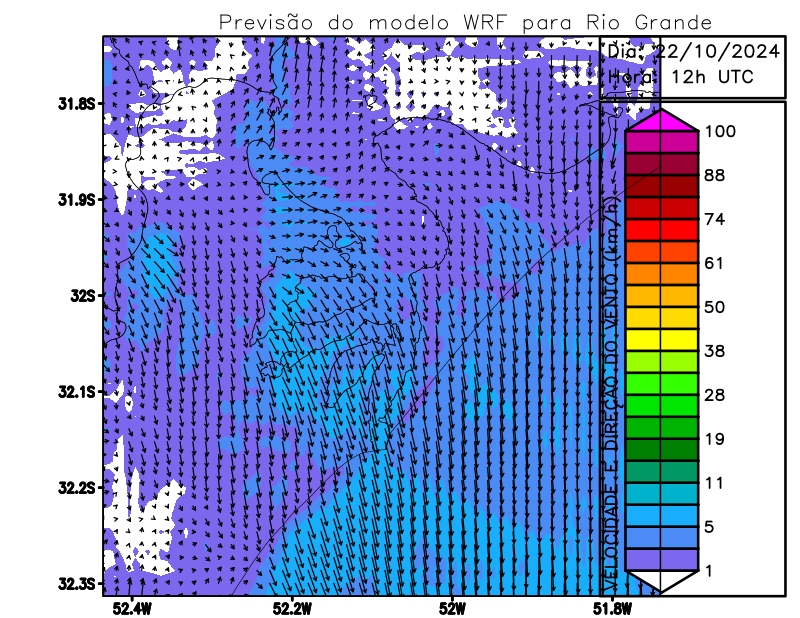 Previsão do modelo WRF para Rio Grande
Dia: 22/10/2024
Hora: 12h UTC
31.8S
31.9S
32S
32.1S
32.2S
32.3S
52.4W
52.2W
52W
51.8W
VELOCIDADE E DIREÇÃO DO VENTO (km/h)
100
88
74
61
50
38
28
19
11
5
1